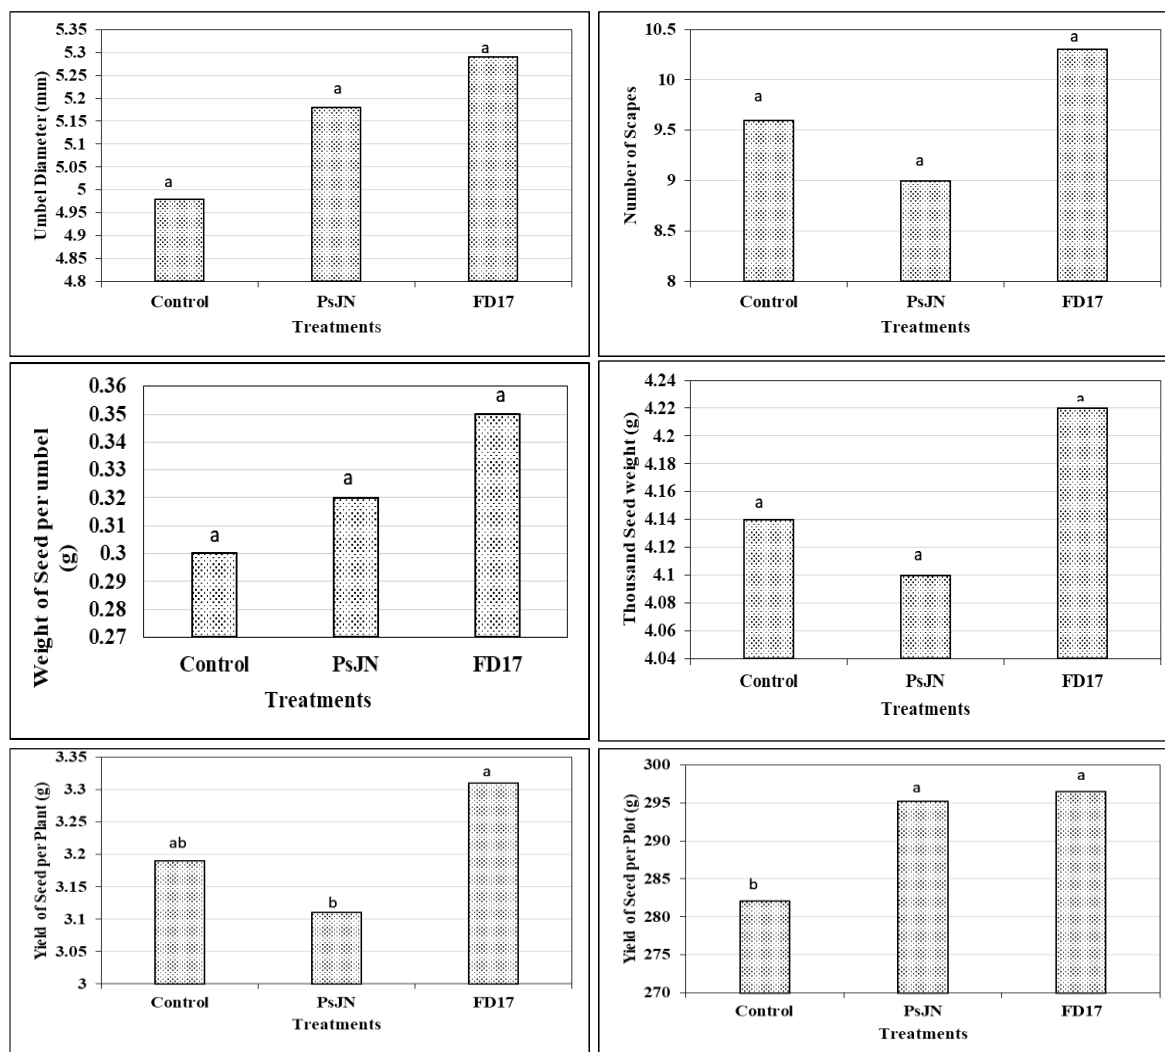 Umbel Diameter (mm)
5.35
5.3
5.25
5.2
5.15
5.1
5.05
5
4.95
4.9
4.85
4.8
a
a
a
Control PsJN FD17
Treatments
Number of Scapes
10.5
10
9.5
9
8.5
8
a
a
a
Control PsJN FD17
Treatments
Weight of Seed per umbel
(g)
0.36
0.35
0.34
0.33
0.32
0.31
0.3
0.29
0.28
0.27
a
a
a
Control PsJN FD17
Treatments
Thousand Seed weight (g)
4.24
4.22
4.2
4.18
4.16
4.14
4.12
4.1
4.08
4.06
4.04
a
a
a
Control PsJN FD17
Treatments
Yield of Seed per Plant (g)
3.35
3.3
3.25
3.2
3.15
3.1
3.05
3
ab
b
a
Control PsJN FD17
Treatments
Yield of Seed per Plot (g)
300
295
290
285
280
275
270
b
a
a
Control PsJN FD17
Treatments